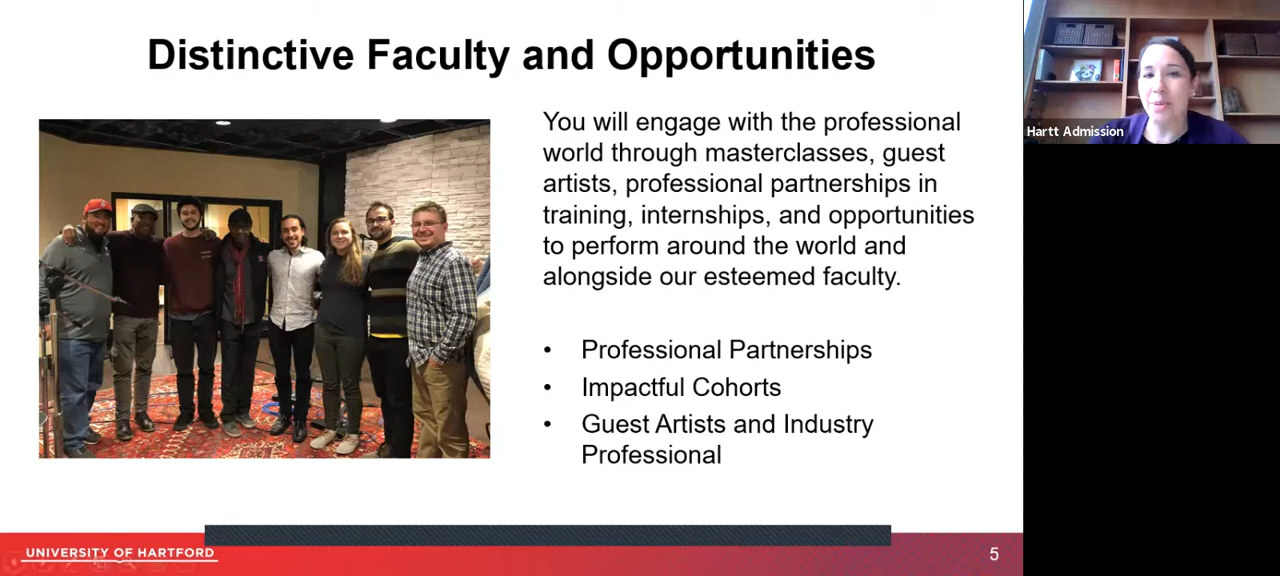 Distinctive Faculty and Opportunities
You will engage with the professional
world through masterclasses, guest
artists, professional partnerships in
training, internships, and opportunities
to perform around the world and
alongside our esteemed faculty.
• Professional Partnerships
• Impactful Cohorts
• Guest Artists and Industry
Professional
UNIVERSITY OF HARTFORD
5
Hartt Admission